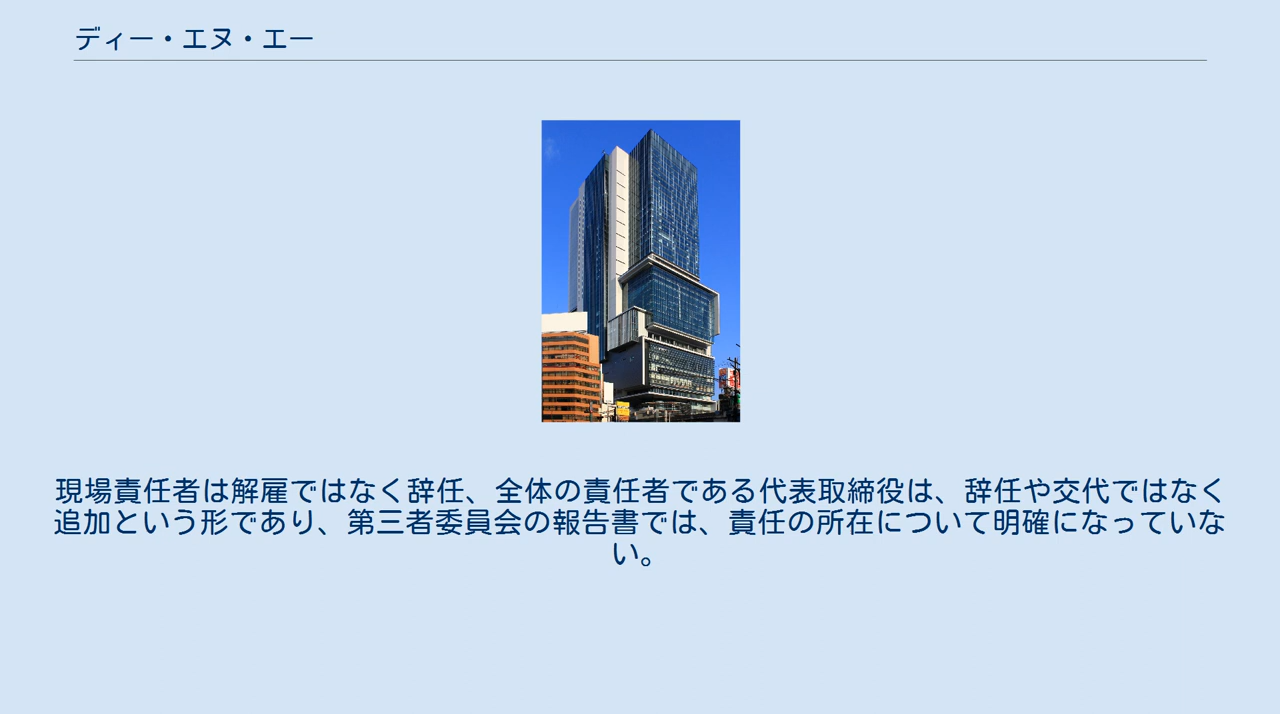 ディー・エヌ・エー
現場責任者は解雇ではなく辞任、全体の責任者である代表取締役は、辞任や交代ではなく
追加という形であり、第三者委員会の報告書では、責任の所在について明確になっていな
い。